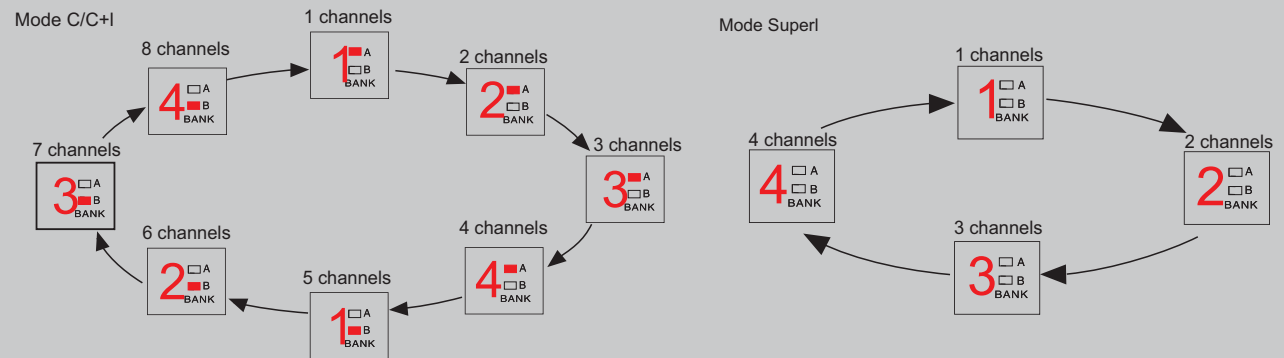 Mode C/C+I
1 channels
1 A
B
BANK
2 channels
2 A
B
BANK
3 channels
3 A
B
BANK
4 channels
4 A
B
BANK
5 channels
1 A
B
BANK
6 channels
2 A
B
BANK
7 channels
3 A
B
BANK
8 channels
4 A
B
BANK
Mode SuperI
1 channels
1 A
B
BANK
2 channels
2 A
B
BANK
3 channels
3 A
B
BANK
4 channels
4 A
B
BANK